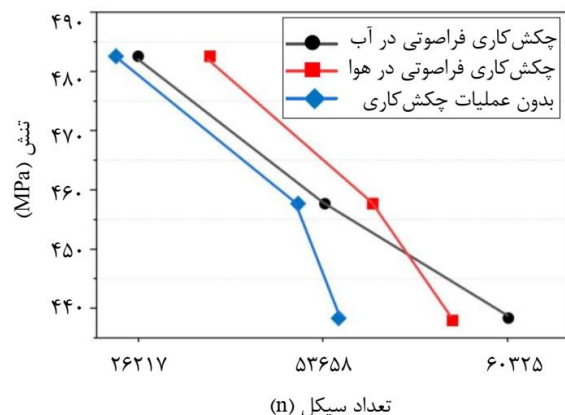 ۴۹۰
۴۸۰
۴۷۰
۴۶۰
۴۵۰
۴۴۰
تنش (MPa)
چکش‌کاری فراصوتی در آب
چکش‌کاری فراصوتی در هوا
بدون عملیات چکش‌کاری
۲۶۲۱۷
۵۳۶۵۸
۶۰۳۲۵
تعداد سیکل (n)